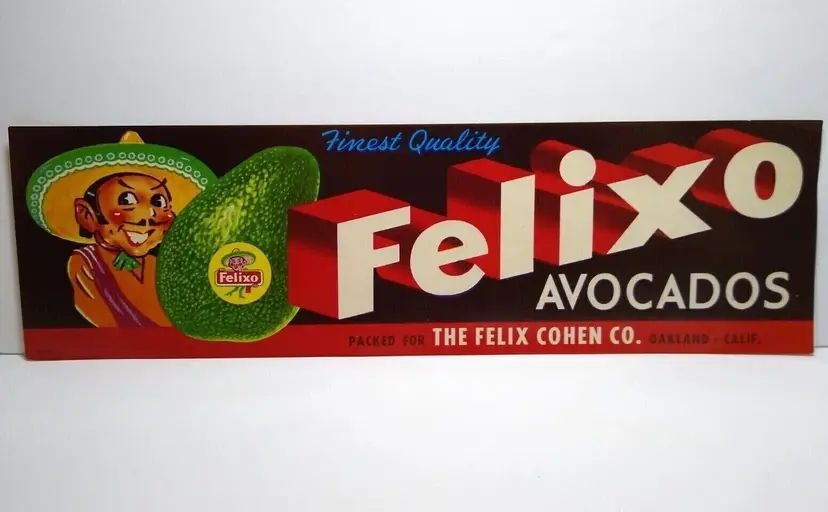 Finest Quality
Felixo
Felixo
AVOCADOS
PACKED FOR THE FELIX COHEN CO. OAKLAND - CALIF.